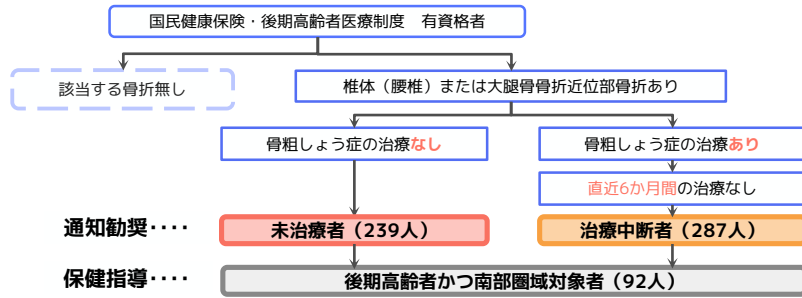 国民健康保険・後期高齢者医療制度　有資格者
該当する骨折無し
椎体（腰椎）または大腿骨骨折近位部骨折あり
骨粗しょう症の治療なし
骨粗しょう症の治療あり
直近6か月間の治療なし
通知勧奨････
未治療者（239人）
治療中断者（287人）
保健指導････
後期高齢者かつ南部圏域対象者（92人）